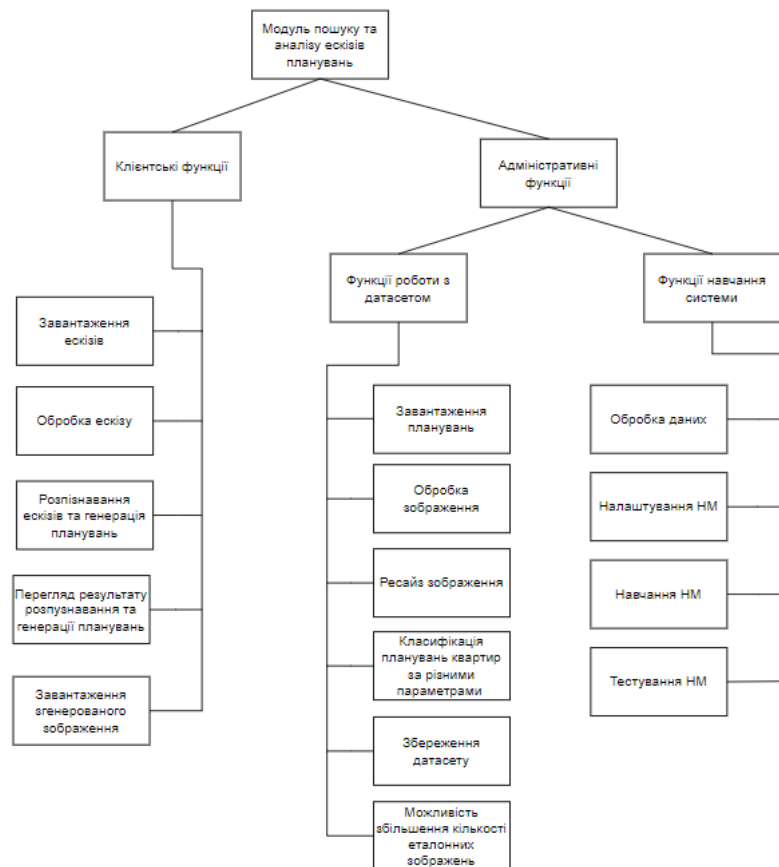 Модуль пошуку та
аналізу ескізів
планувань
Клієнтські функції
Адміністративні
функції
Функції роботи з
датасетом
Функції навчання
системи
Завантаження
ескізів
Обробка ескізу
Розпізнавання
ескізів та генерація
планувань
Перегляд результату
розпузнавання та
генерації планувань
Завантаження
згенерованого
зображення
Завантаження
планувань
Обробка
зображення
Ресайз зображення
Класифікація
планувань квартир
за різними
параметрами
Збереження
датасету
Можливість
збільшення кількості
еталонних
зображень
Обробка даних
Налаштування НМ
Навчання НМ
Тестування НМ